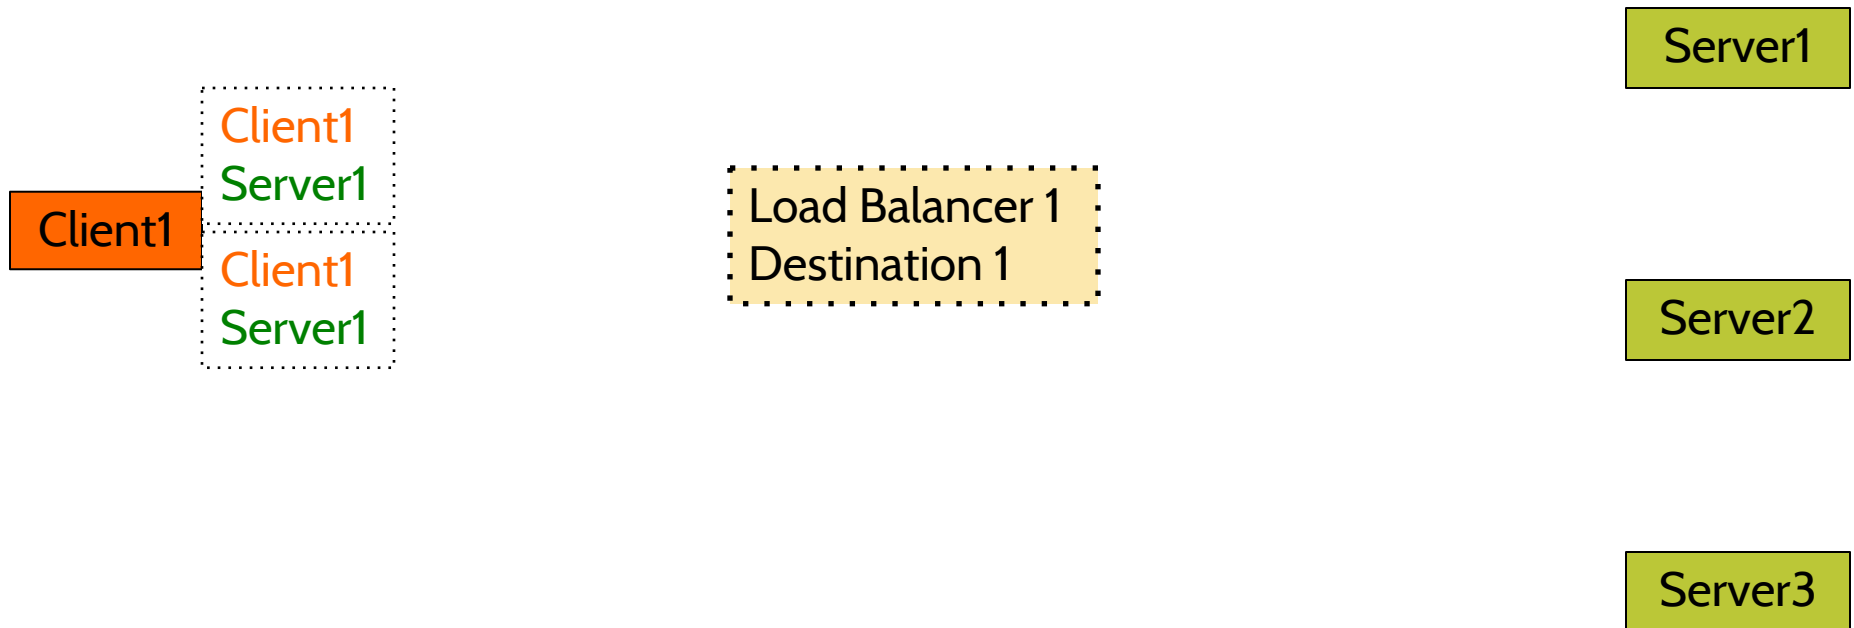 Server1
Client1
Server1
Client1
Client1
Server1
Load Balancer 1
Destination 1
Server2
Server3